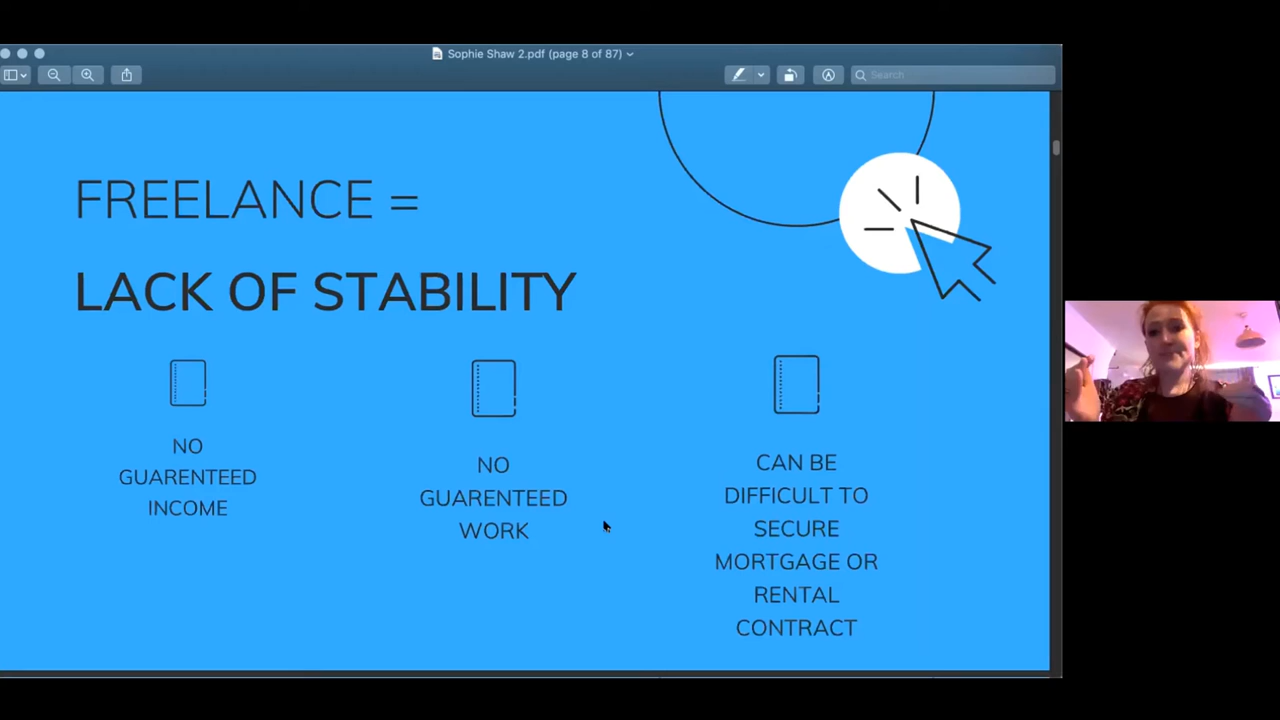 Sophie Shaw 2.pdf (page 8 of 87)
Search
FREELANCE =
LACK OF STABILITY
NO
GUARENTEED
INCOME
NO
GUARENTEED
WORK
CAN BE
DIFFICULT TO
SECURE
MORTGAGE OR
RENTAL
CONTRACT